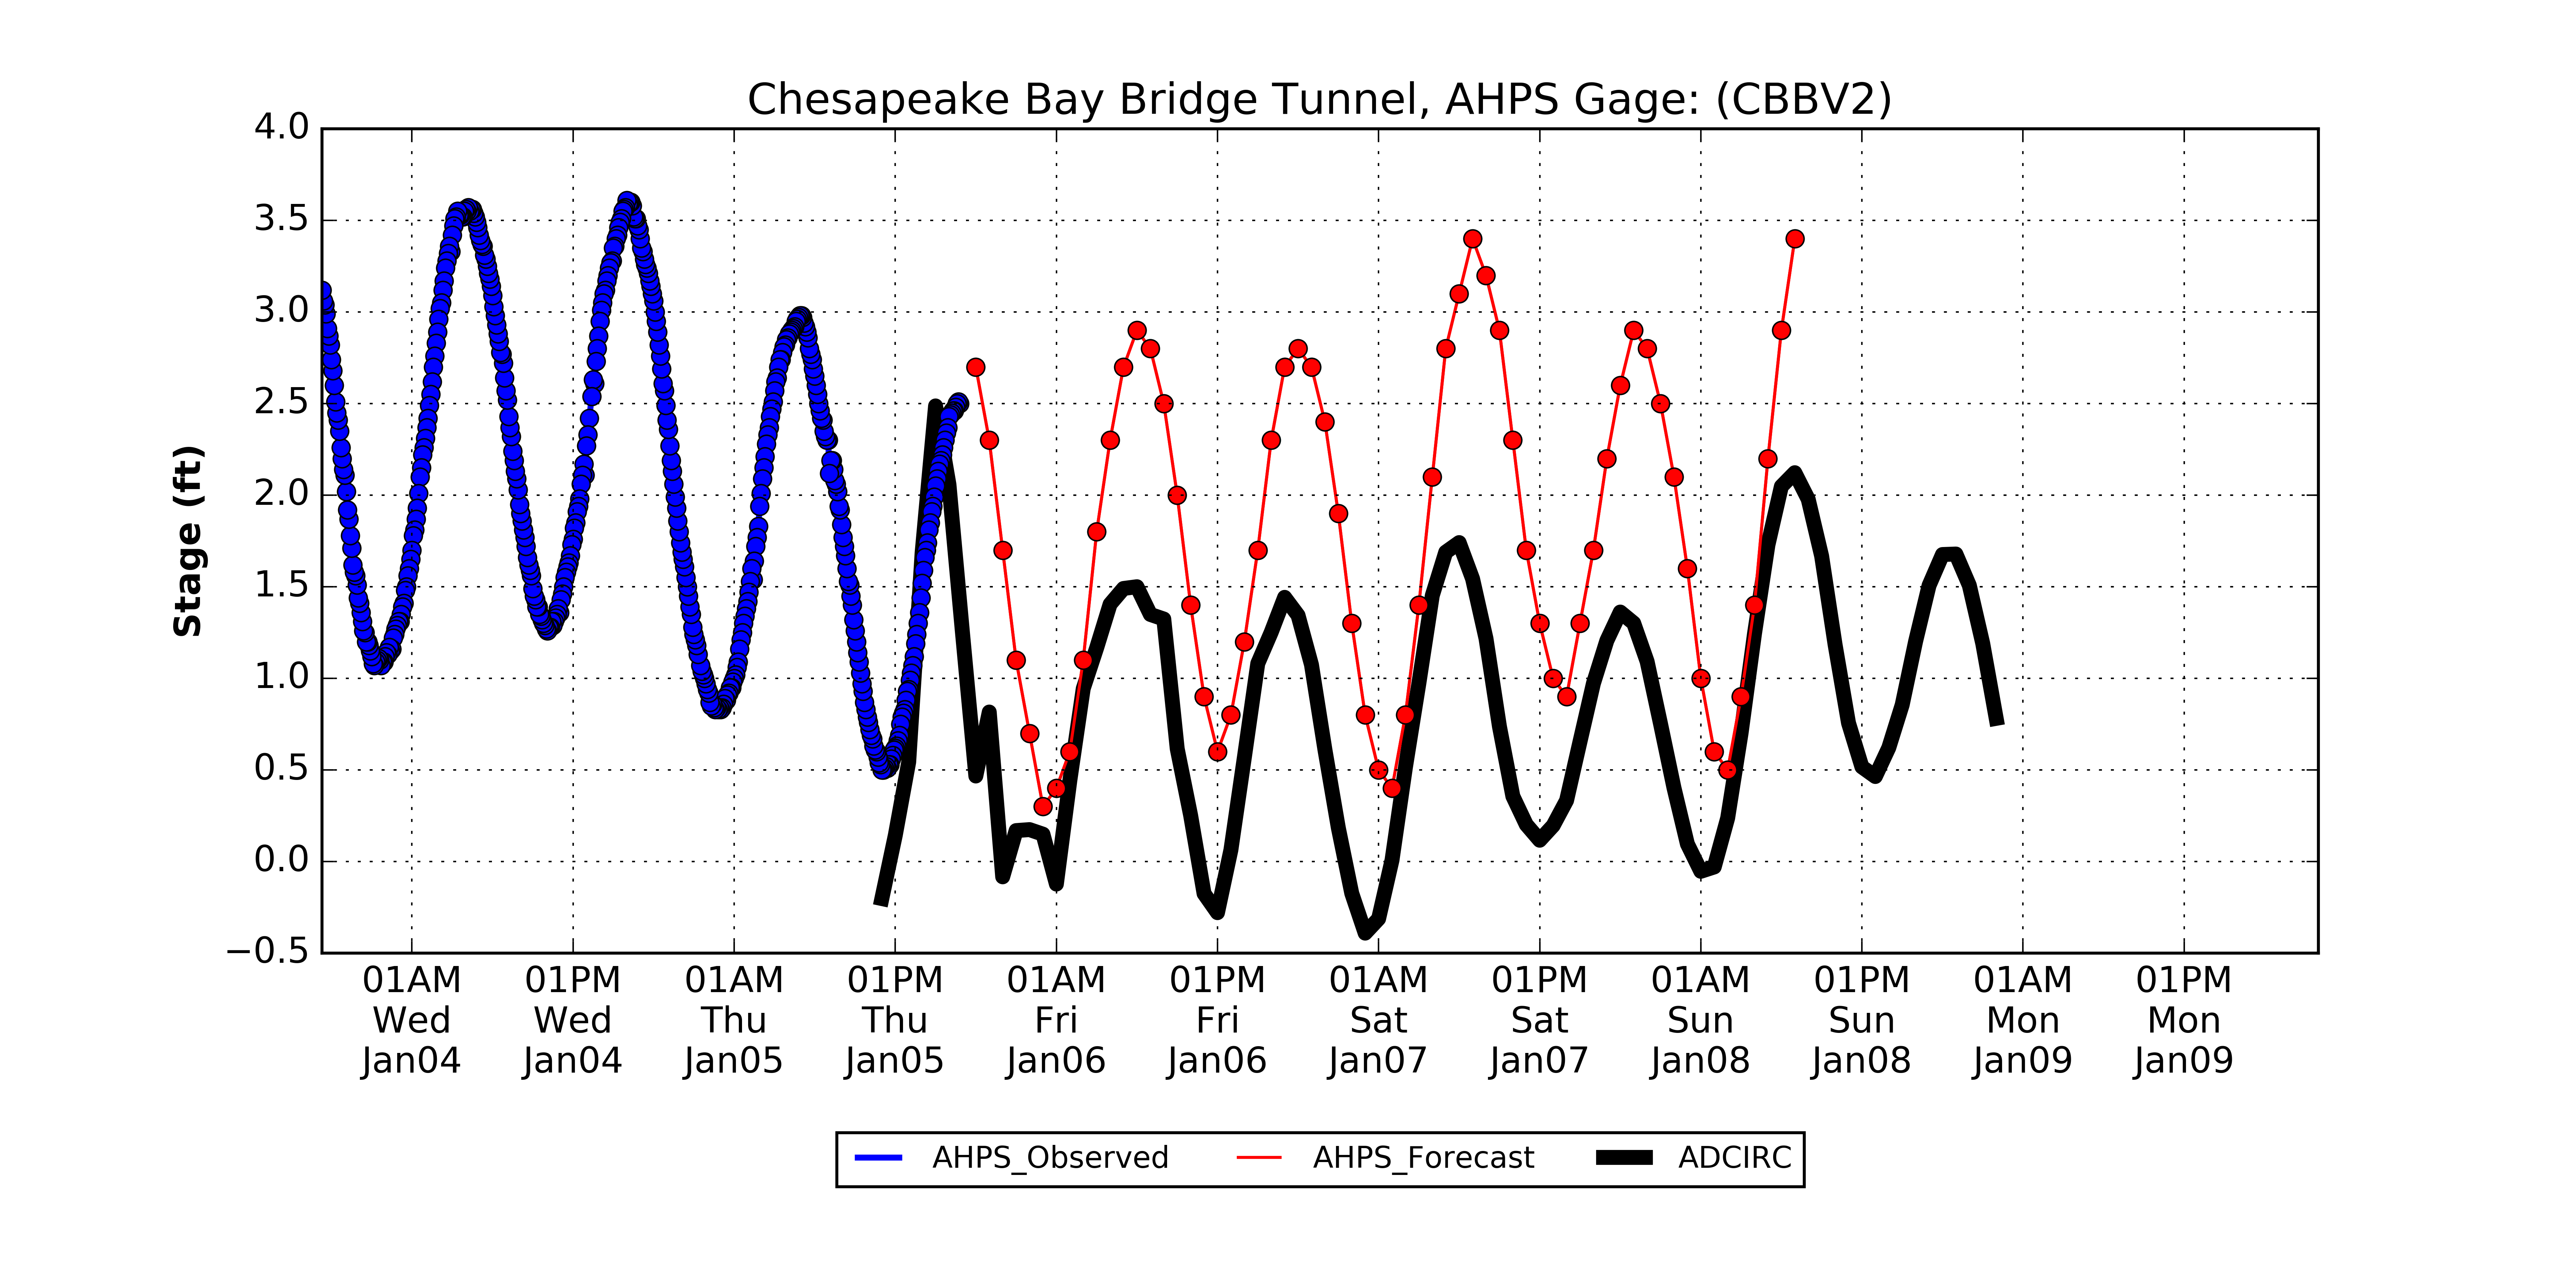 Chesapeake Bay Bridge Tunnel, AHPS Gage: (CBBV2)
4.0
3.5
3.0
2.5
2.0
1.5
1.0
0.5
0.0
−0.5
Stage (ft)
01AM 01PM 01AM 01PM 01AM 01PM 01AM 01PM 01AM 01PM 01AM 01PM
Wed Wed Thu Thu Fri Fri Sat Sat Sun Sun Mon Mon
Jan04 Jan04 Jan05 Jan05 Jan06 Jan06 Jan07 Jan07 Jan08 Jan08 Jan09 Jan09
AHPS_Observed AHPS_Forecast ADCIRC